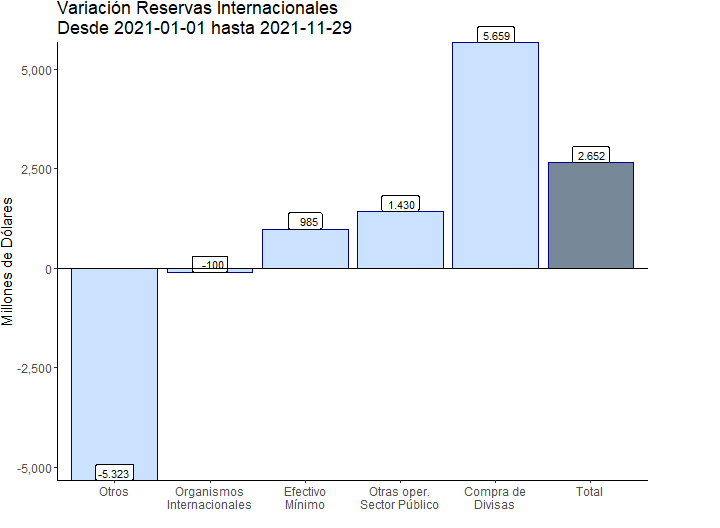 Variación Reservas Internacionales
Desde 2021-01-01 hasta 2021-11-29
Millones de Dólares
5,000
2,500
0
-2,500
-5,000
-5.323
-100
985
1.430
5.659
2.652
Otros
Organismos
Internacionales
Efectivo
Mínimo
Otras oper.
Sector Público
Compra de
Divisas
Total